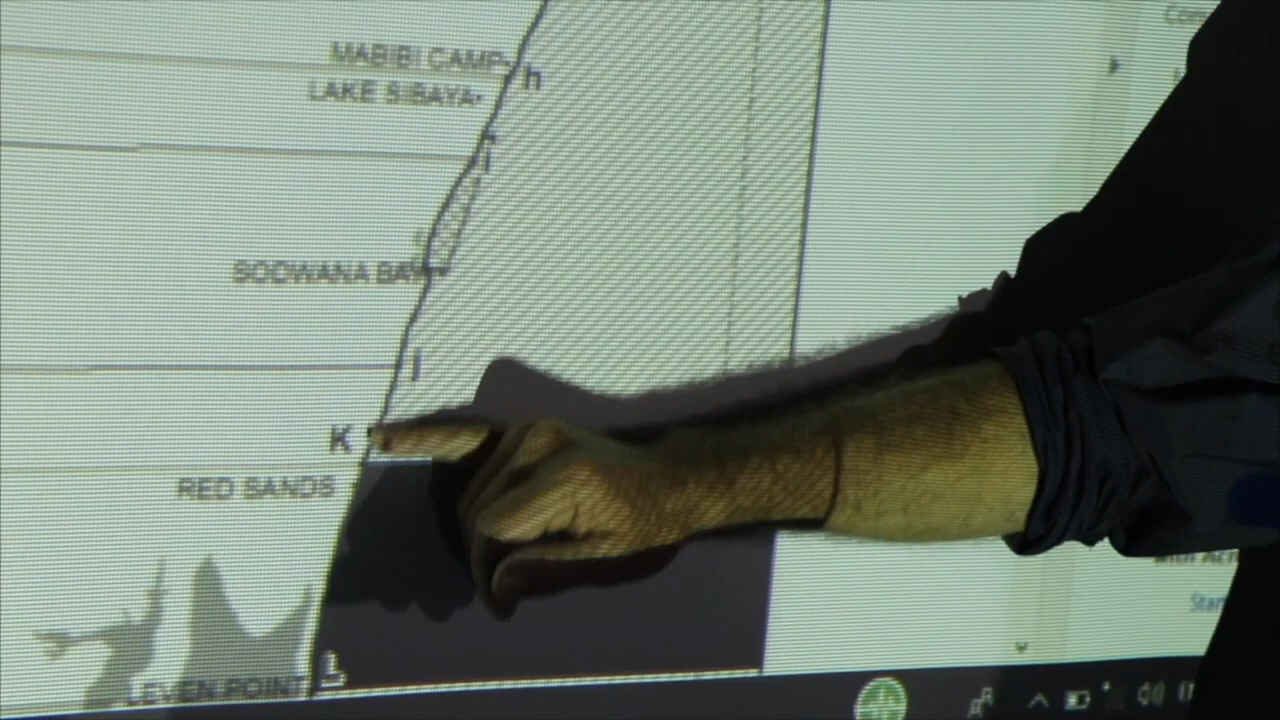 MABIBI CAMP
h
LAKE SIBAYA
SODWANA BAY
K
RED SANDS
L
LEVEN POINT